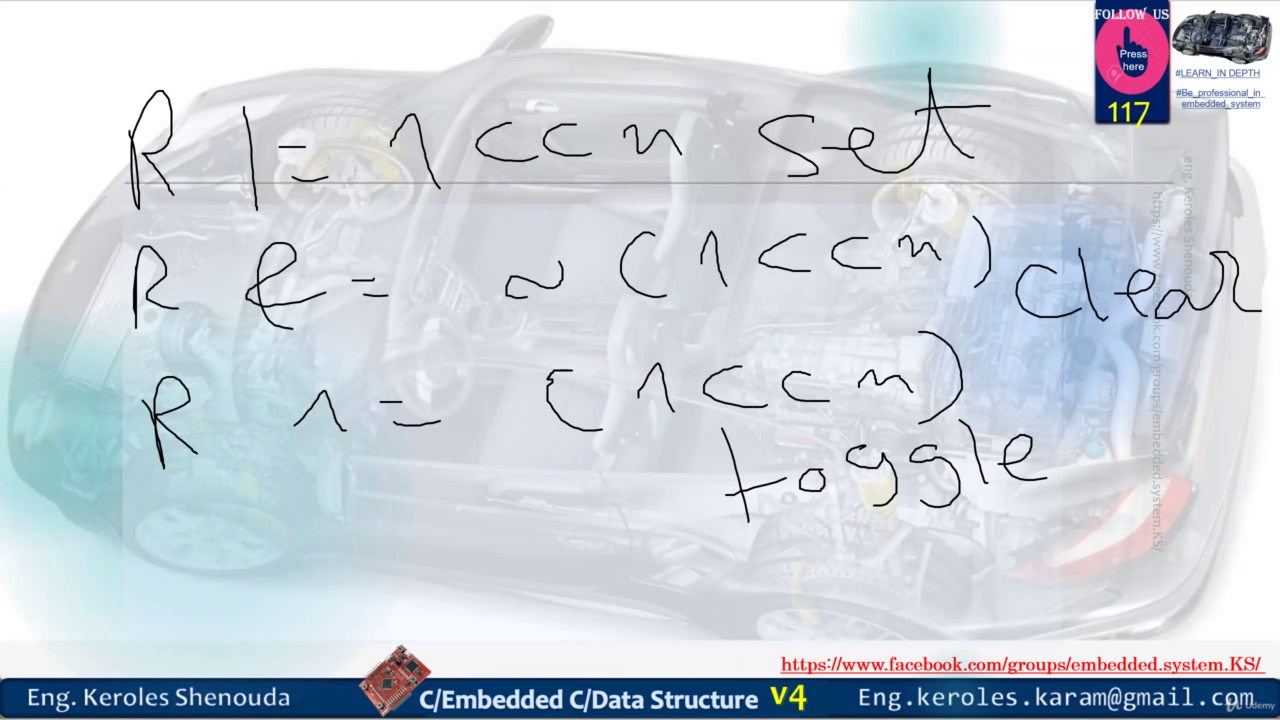 FOLLOW US
Press
here
117
#LEARN_IN DEPTH
#Be_professional_in_
embedded_system
R |= 1<<n set
R &= ~(1<<n) clear
R ^= (1<<n)
toggle
eng. Keroles Shenouda
https://www.facebook.com/groups/embedded.system.KS/
https://www.facebook.com/groups/embedded.system.KS/
Eng. Keroles Shenouda
C/Embedded C/Data Structure V4
Eng.keroles.karam@gmail.com
Udemy